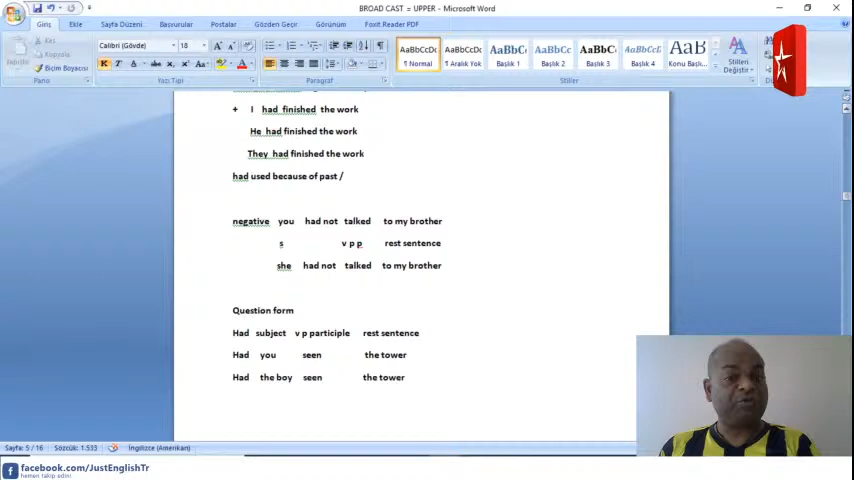 BROAD CAST = UPPER - Microsoft Word
Giriş Ekle Sayfa Düzeni Başvurular Postalar Gözden Geçir Görünüm Foxit Reader PDF
Kes
Kopyala
Yapıştır
Biçim Boyacısı
Calibri (Gövde) 18
AaBbCcDc AaBbCcDc AaBbC AaBbCc AaBbCc AaBbCcL AaB
¶ Normal ¶ Aralık Yok Başlık 1 Başlık 2 Başlık 3 Başlık 4 Konu Başl...
Stilleri Değiştir
Pano Yazı Tipi Paragraf Stiller
+ I had finished the work
He had finished the work
They had finished the work
had used because of past /
negative you had not talked to my brother
s v p p rest sentence
she had not talked to my brother
Question form
Had subject v p participle rest sentence
Had you seen the tower
Had the boy seen the tower
Sayfa: 5 / 16 Sözcük: 1.533 İngilizce (Amerikan)
facebook.com/JustEnglishTr
hemen takip edin!